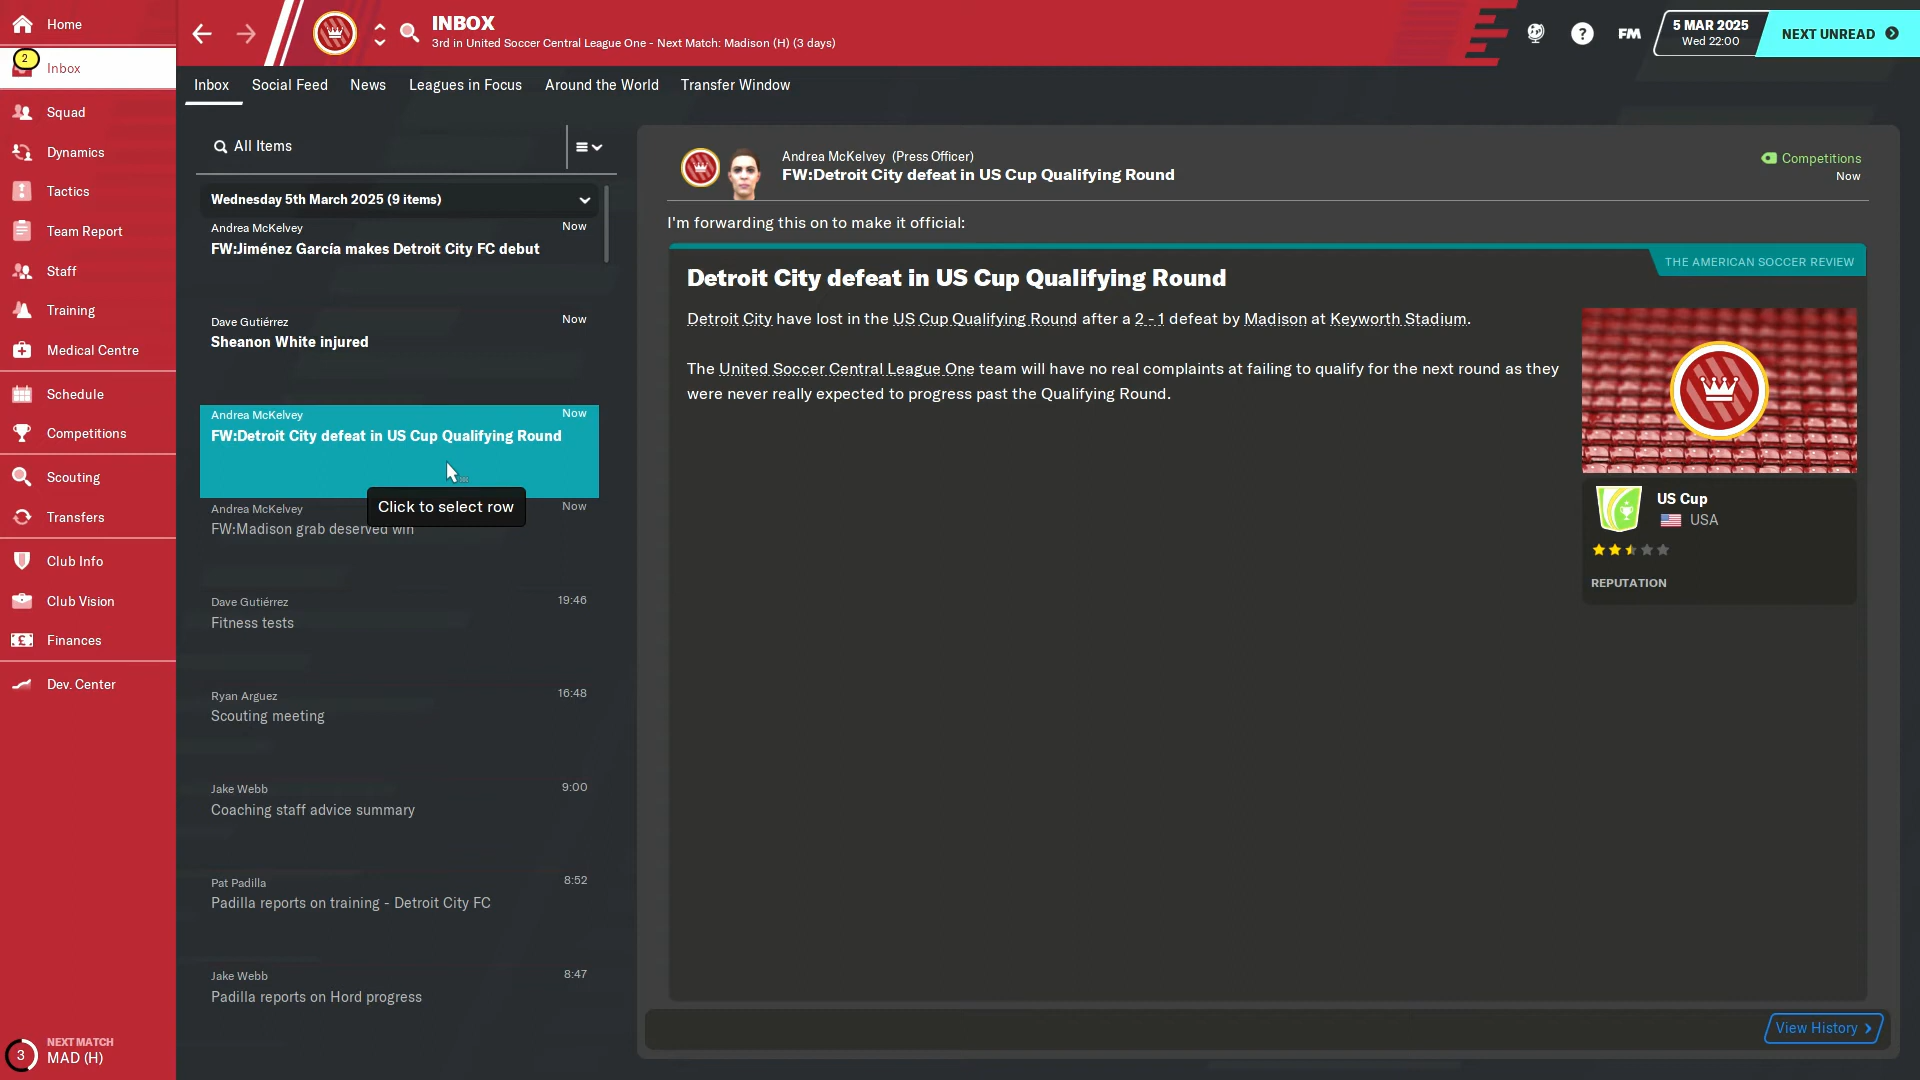 Home
2
Inbox
Squad
Dynamics
Tactics
Team Report
Staff
Training
Medical Centre
Schedule
Competitions
Scouting
Transfers
Club Info
Club Vision
Finances
Dev. Center
3
NEXT MATCH
MAD (H)
INBOX
3rd in United Soccer Central League One - Next Match: Madison (H) (3 days)
?
FM
5 MAR 2025
Wed 22:00
NEXT UNREAD
Inbox
Social Feed
News
Leagues in Focus
Around the World
Transfer Window
All Items
Wednesday 5th March 2025 (9 items)
Andrea McKelvey
Now
FW:Jiménez García makes Detroit City FC debut
Dave Gutiérrez
Now
Sheanon White injured
Andrea McKelvey
Now
FW:Detroit City defeat in US Cup Qualifying Round
Click to select row
Andrea McKelvey
Now
FW:Madison grab deserved win
Dave Gutiérrez
19:46
Fitness tests
Ryan Arguez
16:48
Scouting meeting
Jake Webb
9:00
Coaching staff advice summary
Pat Padilla
8:52
Padilla reports on training - Detroit City FC
Jake Webb
8:47
Padilla reports on Hord progress
Andrea McKelvey (Press Officer)
FW:Detroit City defeat in US Cup Qualifying Round
Competitions
Now
I'm forwarding this on to make it official:
THE AMERICAN SOCCER REVIEW
Detroit City defeat in US Cup Qualifying Round
Detroit City have lost in the US Cup Qualifying Round after a 2 - 1 defeat by Madison at Keyworth Stadium.
The United Soccer Central League One team will have no real complaints at failing to qualify for the next round as they
were never really expected to progress past the Qualifying Round.
US Cup
USA
REPUTATION
View History